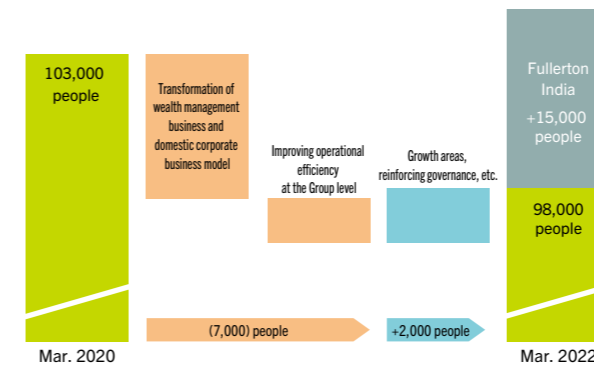 103,000
people
Transformation of
wealth management
business and
domestic corporate
business model
Improving operational
efficiency
at the Group level
Growth areas,
reinforcing governance, etc.
Fullerton
India
+15,000
people
98,000
people
(7,000) people
+2,000 people
Mar. 2020
Mar. 2022